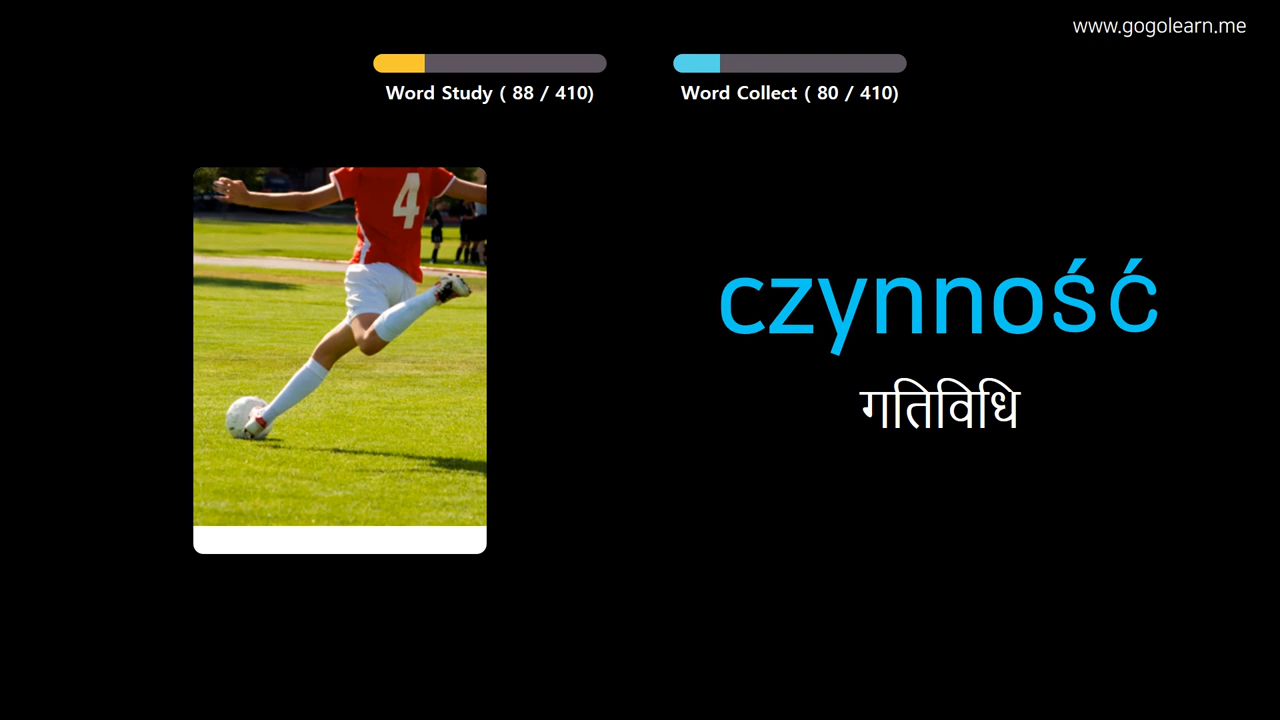 www.gogolearn.me
Word Study ( 88 / 410)
Word Collect ( 80 / 410)
4
czynność
गतिविधि